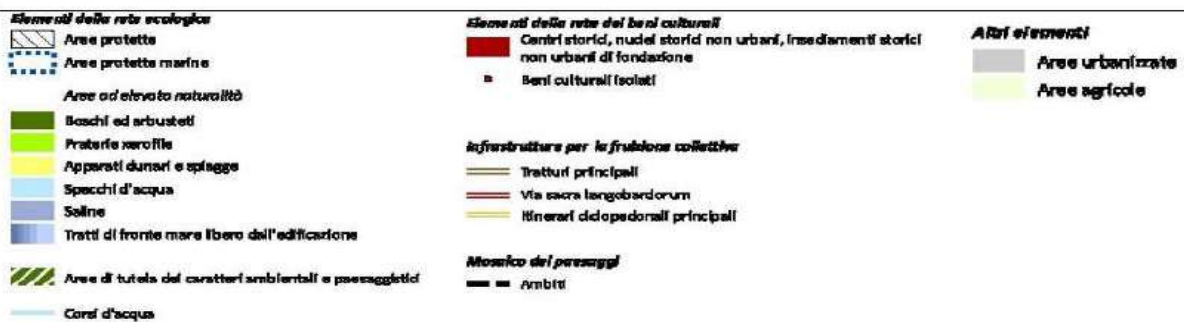 Elementi della rete ecologica
Aree protette
Aree protette marine
Aree ad elevata naturalità
Boschi ed arbusteti
Praterie xerofile
Apparati dunari e spiagge
Specchi d'acqua
Saline
Tratti di fronte mare libero dall'edificazione
Aree di tutela dei caratteri ambientali e paesaggistici
Corsi d'acqua
Elementi della rete dei beni culturali
Centri storici, nuclei storici non urbani, insediamenti storici
non urbani di fondazione
Beni culturali isolati
Infrastrutture per la fruizione collettiva
Tratturi principali
Via sacra langobardorum
Itinerari ciclopedonali principali
Mosaico dei paesaggi
Ambiti
Altri elementi
Aree urbanizzate
Aree agricole